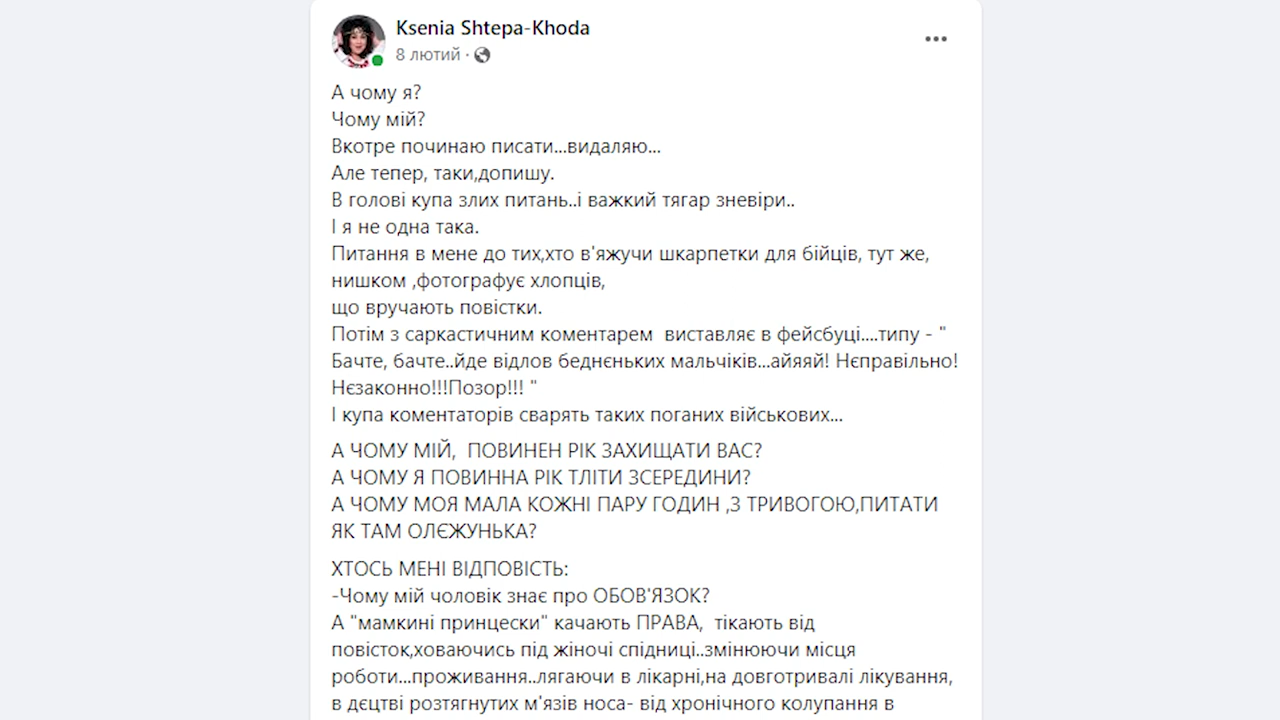 Ksenia Shtepa-Khoda
8 лютий ·
А чому я?
Чому мій?
Вкотре починаю писати...видаляю...
Але тепер, таки,допишу.
В голові купа злих питань..і важкий тягар зневіри..
І я не одна така.
Питання в мене до тих,хто в'яжучи шкарпетки для бійців, тут же,
нишком ,фотографує хлопців,
що вручають повістки.
Потім з саркастичним коментарем  виставляє в фейсбуці....типу - "
Бачте, бачте..йде відлов беднєньких мальчіків...айяяй! Нєправільно!
Нєзаконно!!!Позор!!! "
І купа коментаторів сварять таких поганих військових...
А ЧОМУ МІЙ,  ПОВИНЕН РІК ЗАХИЩАТИ ВАС?
А ЧОМУ Я ПОВИННА РІК ТЛІТИ ЗСЕРЕДИНИ?
А ЧОМУ МОЯ МАЛА КОЖНІ ПАРУ ГОДИН ,З ТРИВОГОЮ,ПИТАТИ
ЯК ТАМ ОЛЄЖУНЬКА?
ХТОСЬ МЕНІ ВІДПОВІСТЬ:
-Чому мій чоловік знає про ОБОВ'ЯЗОК?
А "мамкині принцески" качають ПРАВА,  тікають від
повісток,ховаючись під жіночі спідниці..змінюючи місця
роботи...проживання..лягаючи в лікарні,на довготривалі лікування,
в дєцтві розтягнутих м'язів носа- від хронічного колупання в